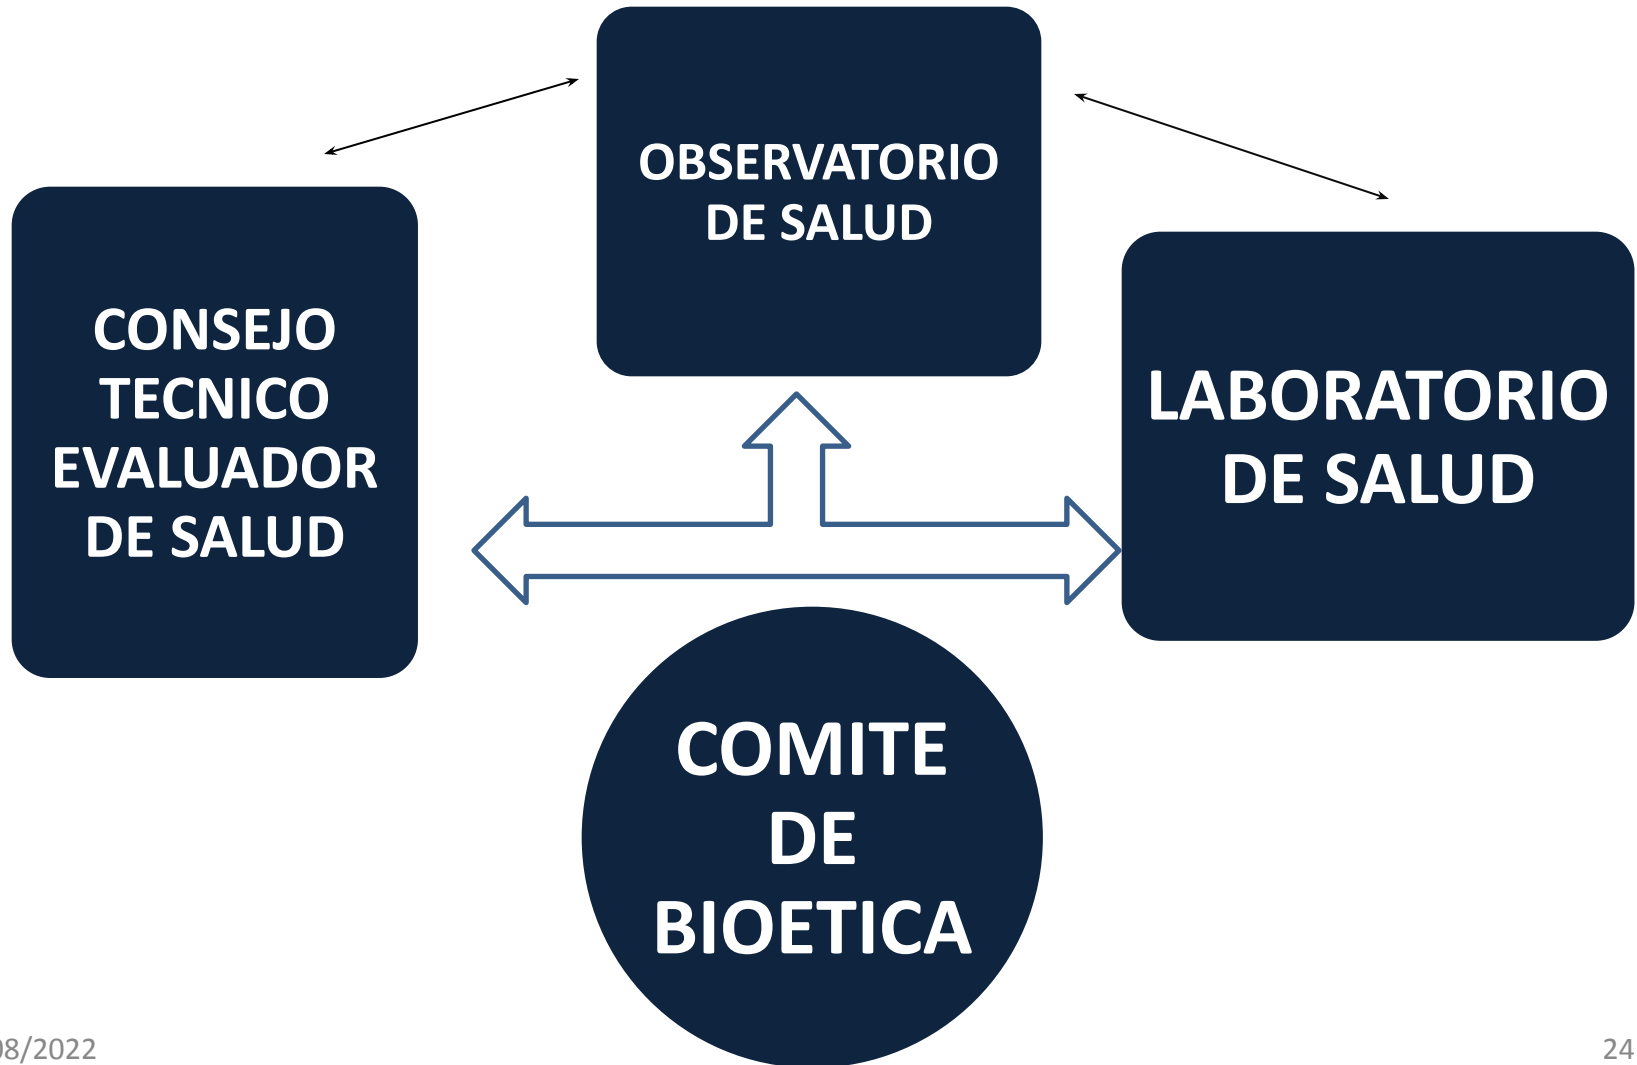 OBSERVATORIO
DE SALUD
CONSEJO
TECNICO
EVALUADOR
DE SALUD
LABORATORIO
DE SALUD
COMITE
DE
BIOETICA
08/2022
24